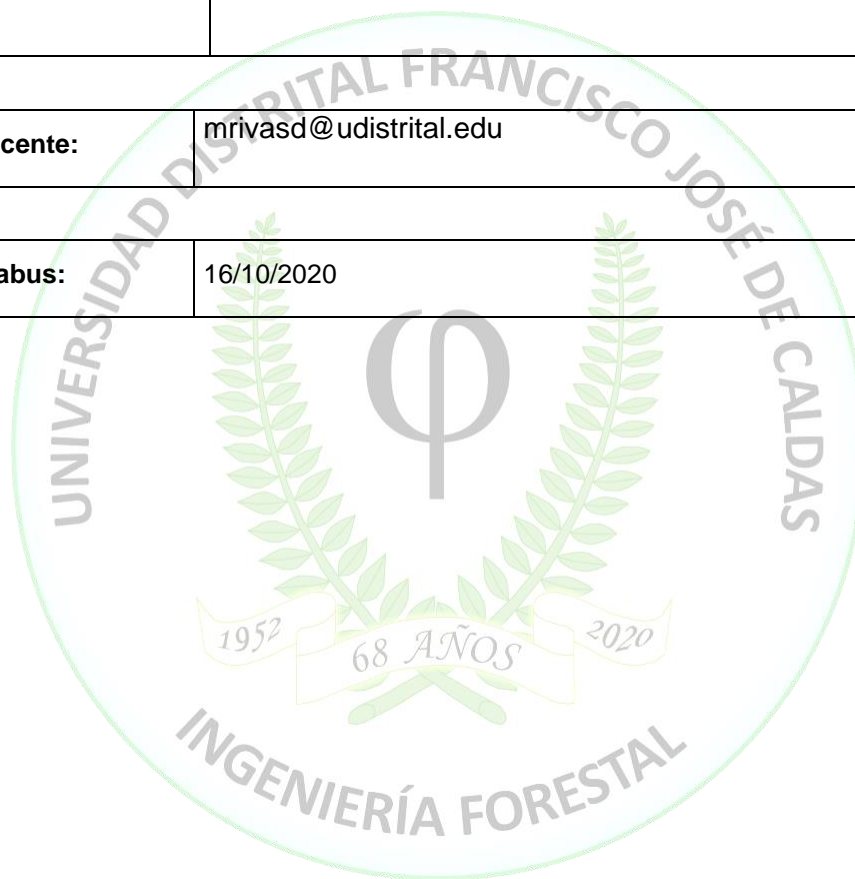 UNIVERSIDAD DISTRITAL FRANCISCO JOSÉ DE CALDAS
cente: mrivasd@udistrital.edu
abus: 16/10/2020
φ
1952 68 AÑOS 2020
INGENIERÍA FORESTAL